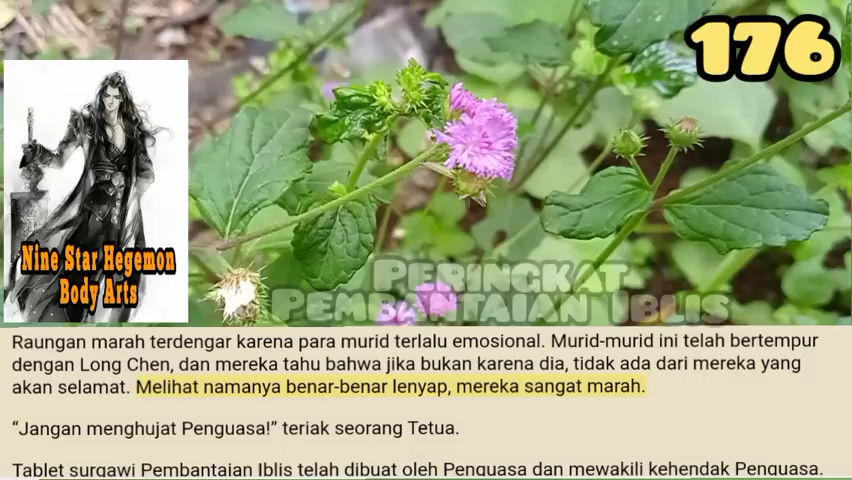 176
Nine Star Hegemon
Body Arts
PERINGKAT
PEMBANTAIAN IBLIS
Raungan marah terdengar karena para murid terlalu emosional. Murid-murid ini telah bertempur
dengan Long Chen, dan mereka tahu bahwa jika bukan karena dia, tidak ada dari mereka yang
akan selamat. Melihat namanya benar-benar lenyap, mereka sangat marah.
“Jangan menghujat Penguasa!” teriak seorang Tetua.
Tablet surgawi Pembantaian Iblis telah dibuat oleh Penguasa dan mewakili kehendak Penguasa.